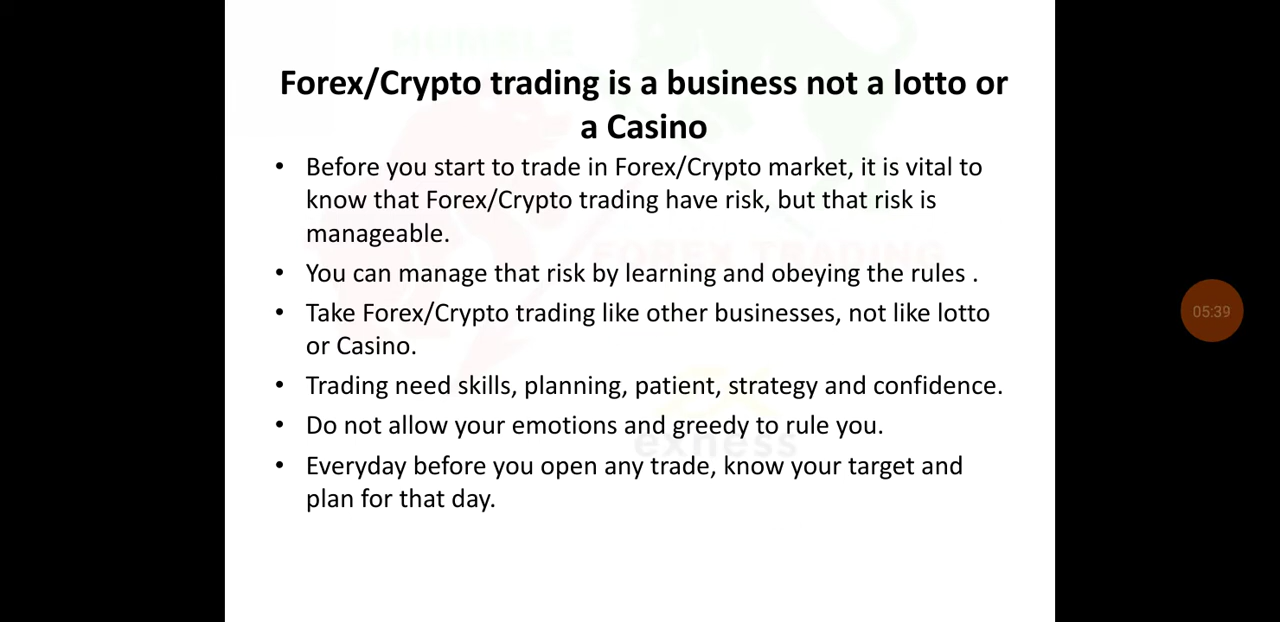 Forex/Crypto trading is a business not a lotto or
a Casino
• Before you start to trade in Forex/Crypto market, it is vital to
know that Forex/Crypto trading have risk, but that risk is
manageable.
• You can manage that risk by learning and obeying the rules .
• Take Forex/Crypto trading like other businesses, not like lotto
or Casino.
• Trading need skills, planning, patient, strategy and confidence.
• Do not allow your emotions and greedy to rule you.
• Everyday before you open any trade, know your target and
plan for that day.
05:39
FOREX TRADING
exness